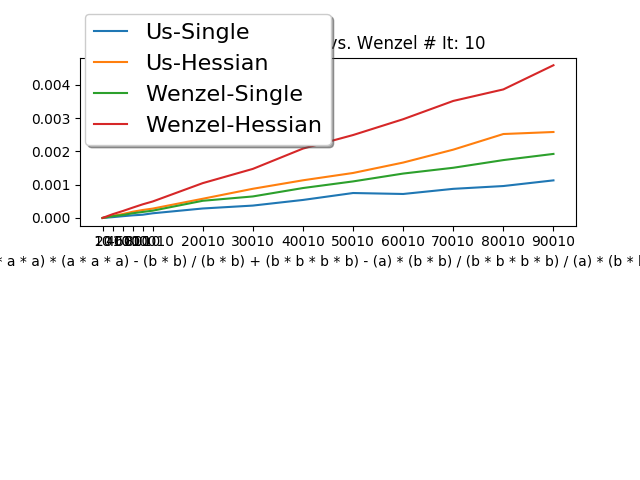 Us-Single
Us-Hessian
Wenzel-Single
Wenzel-Hessian
vs. Wenzel # It: 10
0.004
0.003
0.002
0.001
0.000
20010 30010 40010 50010 60010 70010 80010 90010
* a * a) * (a * a * a) - (b * b) / (b * b) + (b * b * b * b) - (a) * (b * b) / (b * b * b * b) / (a) * (b *